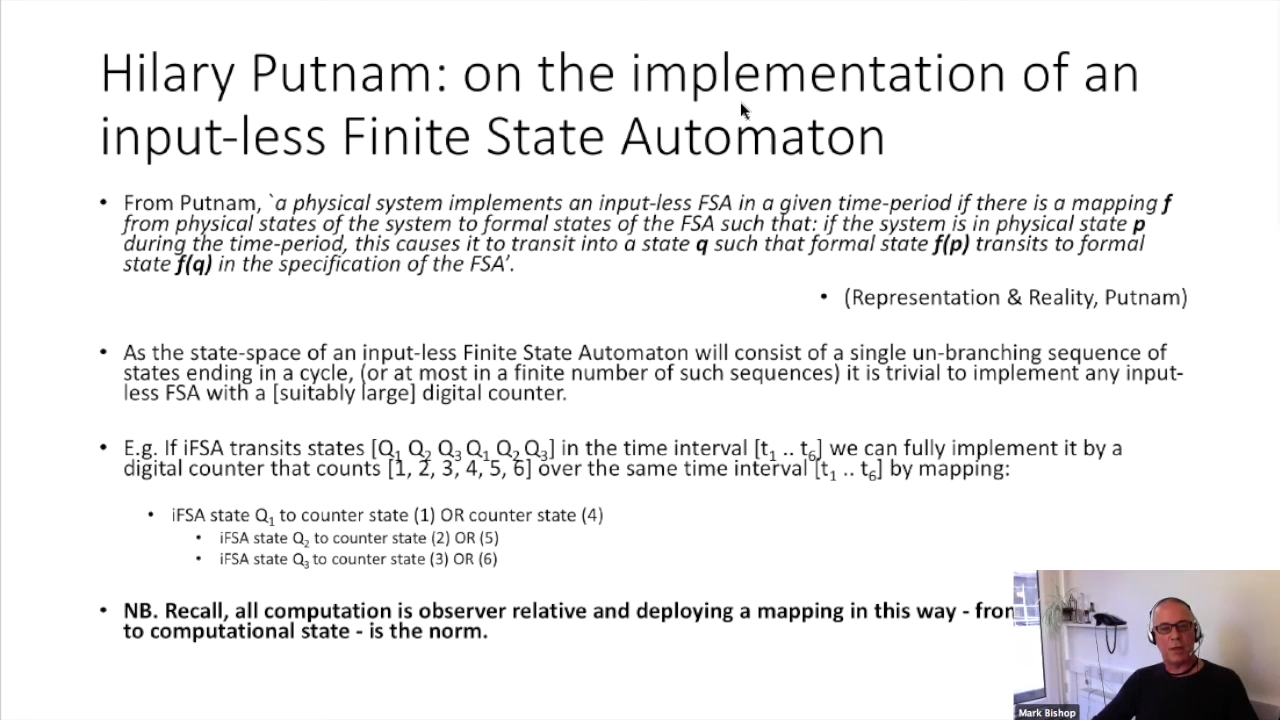 Hilary Putnam: on the implementation of an
input-less Finite State Automaton
• From Putnam, `a physical system implements an input-less FSA in a given time-period if there is a mapping f
from physical states of the system to formal states of the FSA such that: if the system is in physical state p
during the time-period, this causes it to transit into a state q such that formal state f(p) transits to formal
state f(q) in the specification of the FSA’.
• (Representation & Reality, Putnam)
• As the state-space of an input-less Finite State Automaton will consist of a single un-branching sequence of
states ending in a cycle, (or at most in a finite number of such sequences) it is trivial to implement any input-
less FSA with a [suitably large] digital counter.
• E.g. If iFSA transits states [Q1 Q2 Q3 Q1 Q2 Q3] in the time interval [t1 .. t6] we can fully implement it by a
digital counter that counts [1, 2, 3, 4, 5, 6] over the same time interval [t1 .. t6] by mapping:
• iFSA state Q1 to counter state (1) OR counter state (4)
• iFSA state Q2 to counter state (2) OR (5)
• iFSA state Q3 to counter state (3) OR (6)
• NB. Recall, all computation is observer relative and deploying a mapping in this way -
to computational state - is the norm.
Mark Bishop